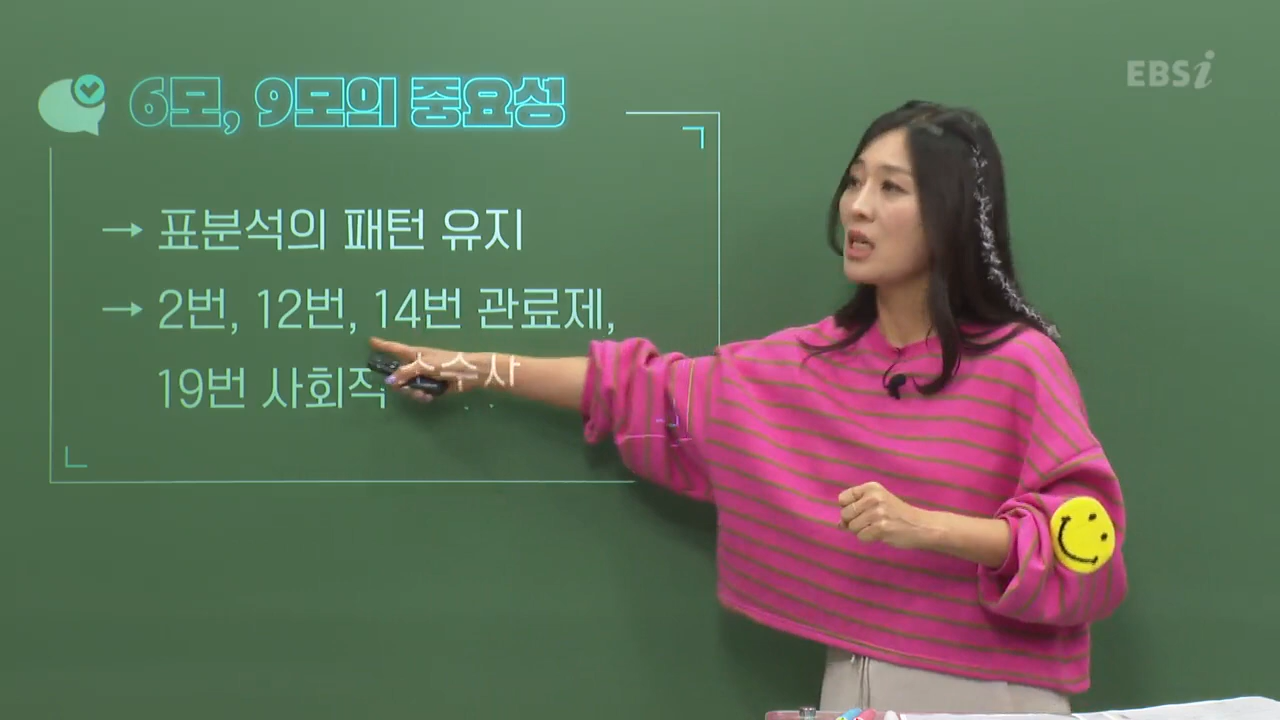 EBSi
6모, 9모의 중요성
→ 표분석의 패턴 유지
→ 2번, 12번, 14번 관료제,
19번 사회적